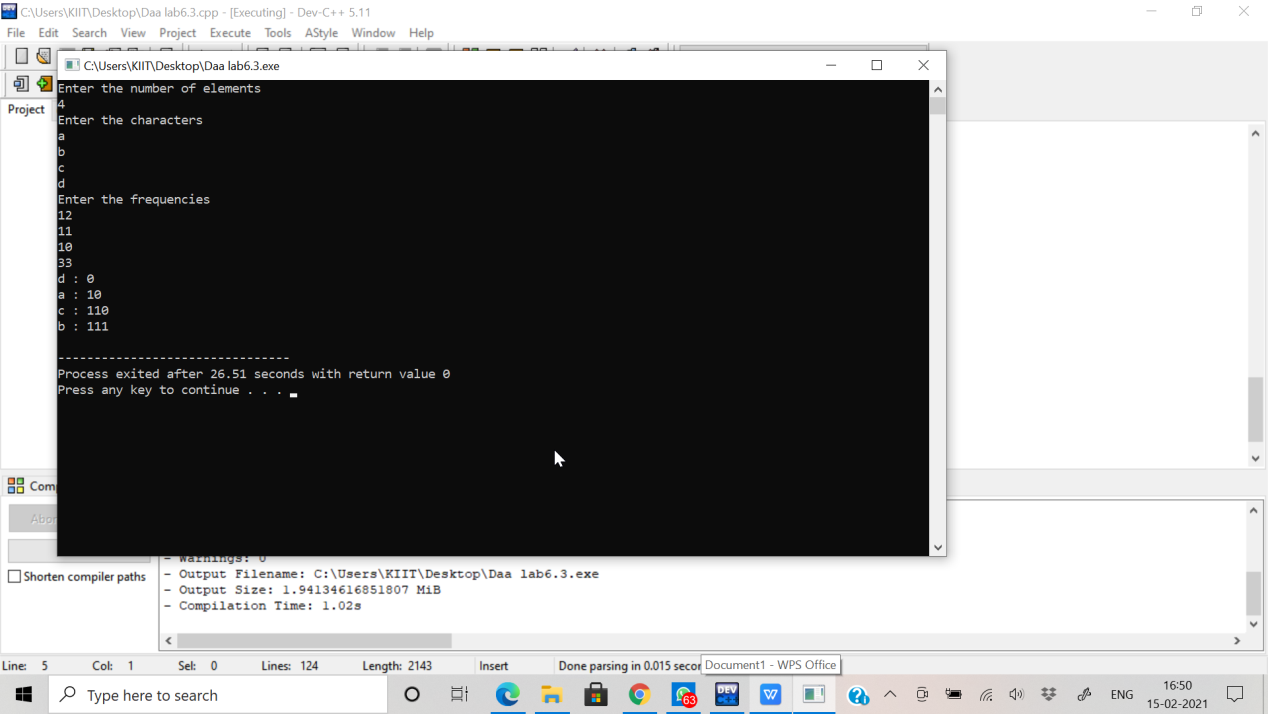 C:\Users\KIIT\Desktop\Daa lab6.3.cpp - [Executing] - Dev-C++ 5.11
File Edit Search View Project Execute Tools AStyle Window Help
C:\Users\KIIT\Desktop\Daa lab6.3.exe
Project
Enter the number of elements
4
Enter the characters
a
b
c
d
Enter the frequencies
12
11
10
33
d : 0
a : 10
c : 110
b : 111
--------------------------------
Process exited after 26.51 seconds with return value 0
Press any key to continue . . .
Com
Abor
- Warnings: 0
Shorten compiler paths
- Output Filename: C:\Users\KIIT\Desktop\Daa lab6.3.exe
- Output Size: 1.94134616851807 MiB
- Compilation Time: 1.02s
Line: 5 Col: 1 Sel: 0 Lines: 124 Length: 2143 Insert Done parsing in 0.015 secon
Document1 - WPS Office
Type here to search
63
DEV
ENG
16:50
15-02-2021